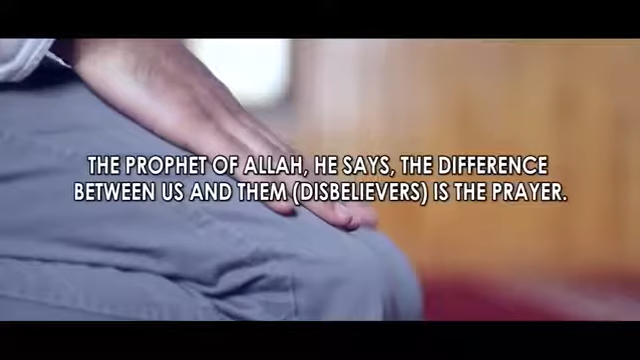 THE PROPHET OF ALLAH, HE SAYS, THE DIFFERENCE
BETWEEN US AND THEM (DISBELIEVERS) IS THE PRAYER.